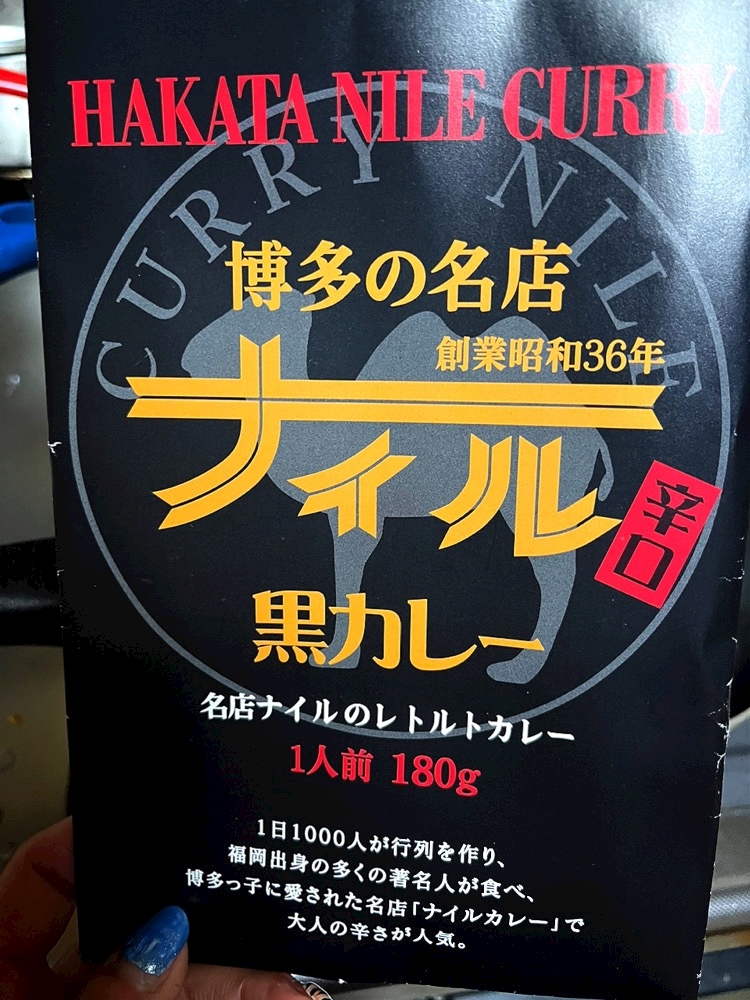 HAKATA NILE CURRY
CURRY NILE
博多の名店
創業昭和36年
ナイル
辛口
黒カレー
名店ナイルのレトルトカレー
1人前 180g
1日1000人が行列を作り、
福岡出身の多くの著名人が食べ、
博多っ子に愛された名店「ナイルカレー」で
大人の辛さが人気。